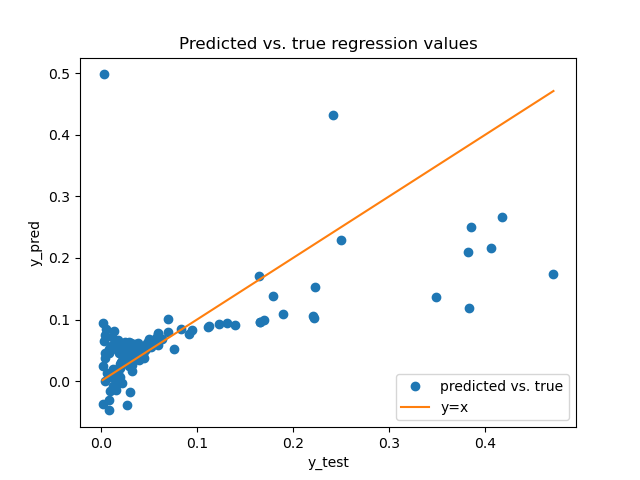 Predicted vs. true regression values
0.5
0.4
0.3
0.2
0.1
0.0
y_pred
0.0 0.1 0.2 0.3 0.4
y_test
predicted vs. true
y=x